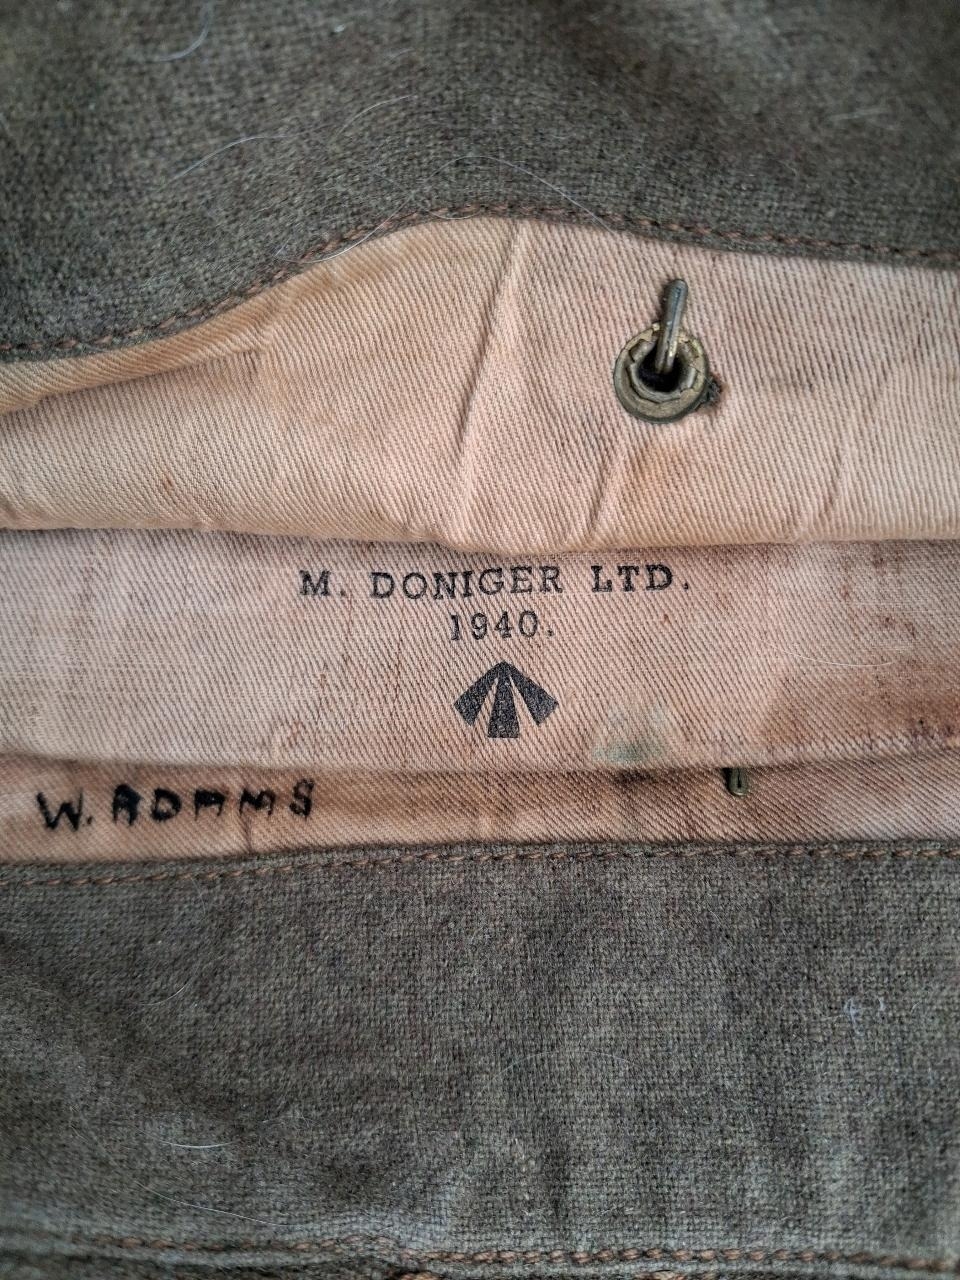 M. DONIGER LTD.
1940.
W. ADAMS